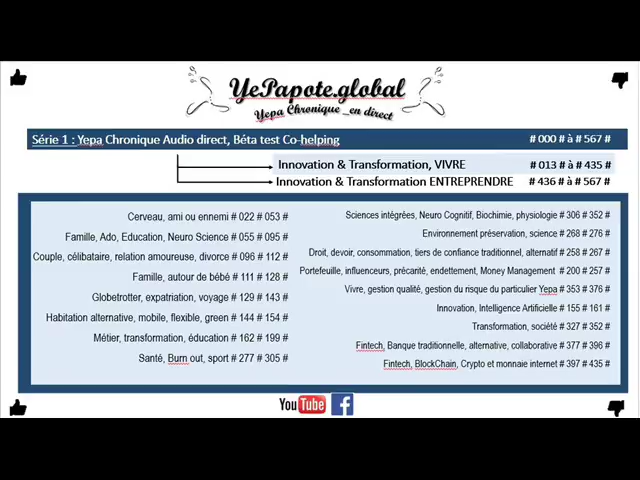 YePapote.global
Yepa Chronique _en direct
Série 1 : Yepa Chronique Audio direct, Béta test Co-helping # 000 # à # 567 #
Innovation & Transformation, VIVRE # 013 # à # 435 #
Innovation & Transformation ENTREPRENDRE # 436 # à # 567 #
Cerveau, ami ou ennemi # 022 # 053 #
Famille, Ado, Education, Neuro Science # 055 # 095 #
Couple, célibataire, relation amoureuse, divorce # 096 # 112 #
Famille, autour de bébé # 111 # 128 #
Globetrotter, expatriation, voyage # 129 # 143 #
Habitation alternative, mobile, flexible, green # 144 # 154 #
Métier, transformation, éducation # 162 # 199 #
Santé, Burn out, sport # 277 # 305 #
Sciences intégrées, Neuro Cognitif, Biochimie, physiologie # 306 # 352 #
Environnement préservation, science # 268 # 276 #
Droit, devoir, consommation, tiers de confiance traditionnel, alternatif # 258 # 267 #
Portefeuille, influenceurs, précarité, endettement, Money Management # 200 # 257 #
Vivre, gestion qualité, gestion du risque du particulier Yepa # 353 # 376 #
Innovation, Intelligence Artificielle # 155 # 161 #
Transformation, société # 327 # 352 #
Fintech, Banque traditionnelle, alternative, collaborative # 377 # 396 #
Fintech, BlockChain, Crypto et monnaie internet # 397 # 435 #
YouTube f